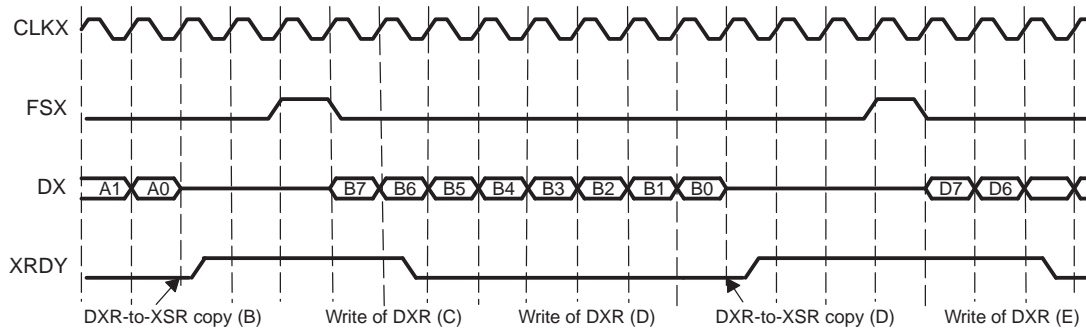 CLKX
FSX
DX A1 A0 B7 B6 B5 B4 B3 B2 B1 B0 D7 D6
XRDY
DXR-to-XSR copy (B) Write of DXR (C) Write of DXR (D) DXR-to-XSR copy (D) Write of DXR (E)